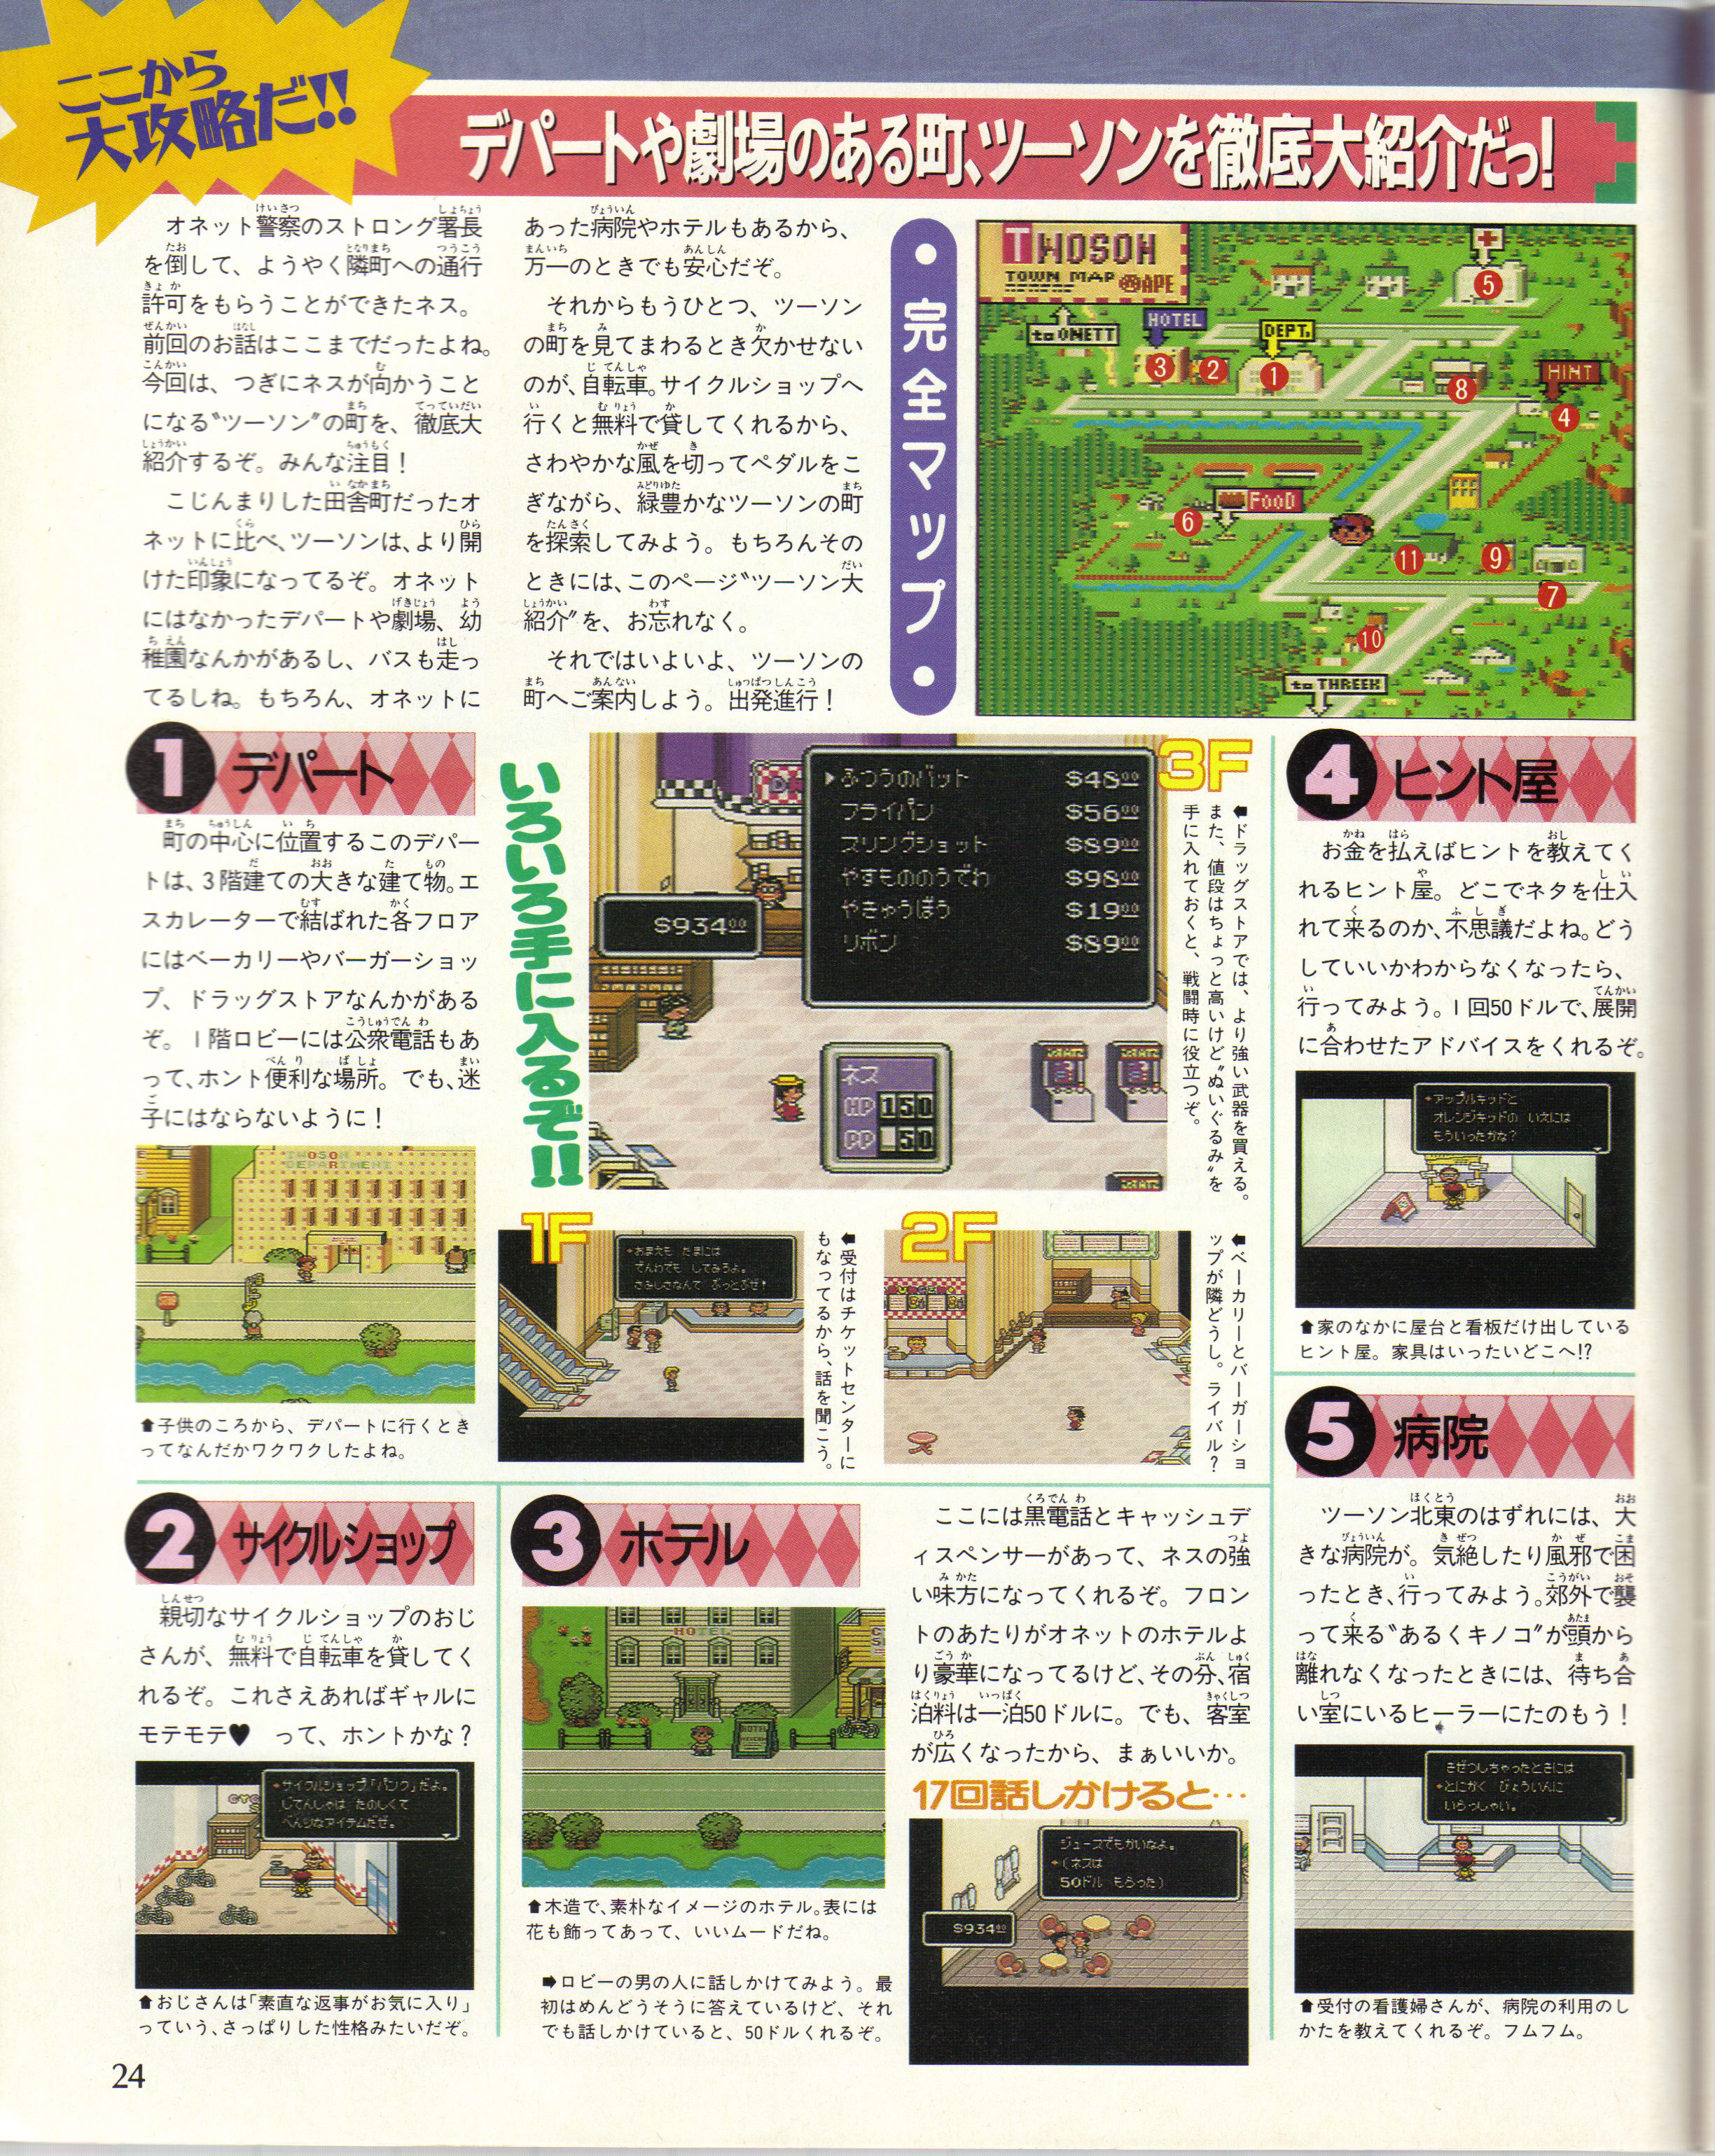 ここから
大攻略だ!!
デパートや劇場のある町、ツーソンを徹底大紹介だっ!
オネット警察のストロング署長
を倒して、ようやく隣町への通行
許可をもらうことができたネス。
前回のお話はここまでだったよね。
今回は、つぎにネスが向かうこと
になる〝ツーソン〟の町を、徹底大
紹介するぞ。みんな注目!
こじんまりした田舎町だったオ
ネットに比べ、ツーソンは、より開
けた印象になってるぞ。オネット
にはなかったデパートや劇場、幼
稚園なんかがあるし、バスも走っ
てるしね。もちろん、オネットに
あった病院やホテルもあるから、
万一のときでも安心だぞ。
それからもうひとつ、ツーソン
の町を見てまわるとき欠かせない
のが、自転車。サイクルショップへ
行くと無料で貸してくれるから、
さわやかな風を切ってペダルをこ
ぎながら、緑豊かなツーソンの町
を探索してみよう。もちろんその
ときには、このページ〝ツーソン大
紹介〟を、お忘れなく。
それではいよいよ、ツーソンの
町へご案内しよう。出発進行!
●完全マップ●
TWOSON
TOWN MAP APE
to ONETT
HOTEL
DEPT.
HINT
FOOD
to THREEK
1
2
3
4
5
6
7
8
9
10
11
1 デパート
町の中心に位置するこのデパー
トは、3階建ての大きな建て物。エ
スカレーターで結ばれた各フロア
にはベーカリーやバーガーショッ
プ、ドラッグストアなんかがある
ぞ。1階ロビーには公衆電話もあ
って、ホント便利な場所。でも、迷
子にはならないように!
TWOSON
DEPARTMENT
⬆子供のころから、デパートに行くとき
ってなんだかワクワクしたよね。
いろいろ手に入るぞ!!
3F
▶ふつうのバット $48.00
フライパン $56.00
スリングショット $89.00
やすもののうでわ $98.00
やきゅうぼう $19.00
リボン $89.00
$934.00
ネス
HP 150
PP 50
⬅ドラッグストアでは、より強い武器を買える。
また、値段はちょっと高いけど〝ぬいぐるみ〟を
手に入れておくと、戦闘時に役立つぞ。
1F
おまえも たまには
でんわでも してみろよ。
さみしさなんて ぶっとぶぜ!
⬅受付はチケットセンターに
もなってるから、話を聞こう。
2F
⬅ベーカリーとバーガーショ
ップが隣どうし。ライバル?
2 サイクルショップ
親切なサイクルショップのおじ
さんが、無料で自転車を貸してく
れるぞ。これさえあればギャルに
モテモテ♥ って、ホントかな?
サイクルショップ「パンク」だよ。
じてんしゃは たのしくて
べんりなアイテムだぜ。
⬆おじさんは「素直な返事がお気に入り」
っていう、さっぱりした性格みたいだぞ。
3 ホテル
HOTEL
⬆木造で、素朴なイメージのホテル。表には
花も飾ってあって、いいムードだね。
➡ロビーの男の人に話しかけてみよう。最
初はめんどうそうに答えているけど、それ
でも話しかけていると、50ドルくれるぞ。
ここには黒電話とキャッシュデ
ィスペンサーがあって、ネスの強
い味方になってくれるぞ。フロン
トのあたりがオネットのホテルよ
り豪華になってるけど、その分、宿
泊料は一泊50ドルに。でも、客室
が広くなったから、まぁいいか。
17回話しかけると…
ジュースでもかいなよ。
(ネスは
50ドル もらった)
$934.00
4 ヒント屋
お金を払えばヒントを教えてく
れるヒント屋。どこでネタを仕入
れて来るのか、不思議だよね。どう
していいかわからなくなったら、
行ってみよう。1回50ドルで、展開
に合わせたアドバイスをくれるぞ。
アップルキッドと
オレンジキッドの いえには
もういったかな?
⬆家のなかに屋台と看板だけ出している
ヒント屋。家具はいったいどこへ!?
5 病院
ツーソン北東のはずれには、大
きな病院が。気絶したり風邪で困
ったとき、行ってみよう。郊外で襲
って来る〝あるくキノコ〟が頭から
離れなくなったときには、待ち合
い室にいるヒーラーにたのもう!
きぜつしちゃったときには
とにかく びょういんに
いらっしゃい。
⬆受付の看護婦さんが、病院の利用のし
かたを教えてくれるぞ。フムフム。
24